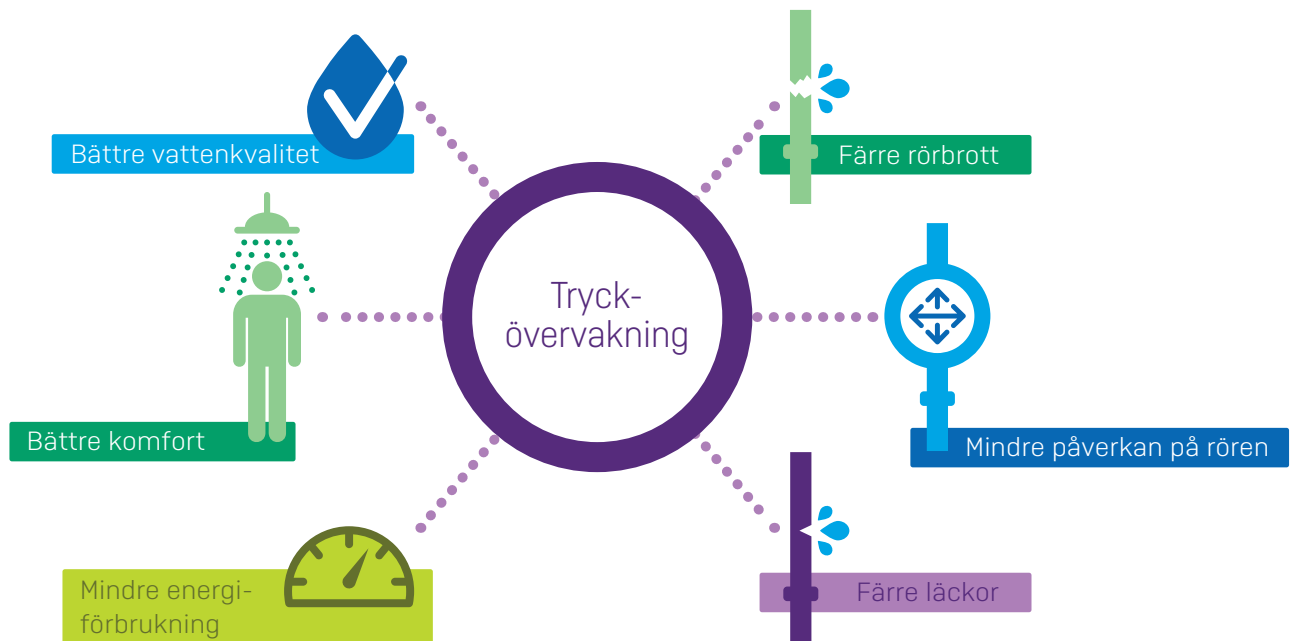 Bättre vattenkvalitet
Färre rörbrott
Tryck-
övervakning
Bättre komfort
Mindre påverkan på rören
Mindre energi-
förbrukning
Färre läckor